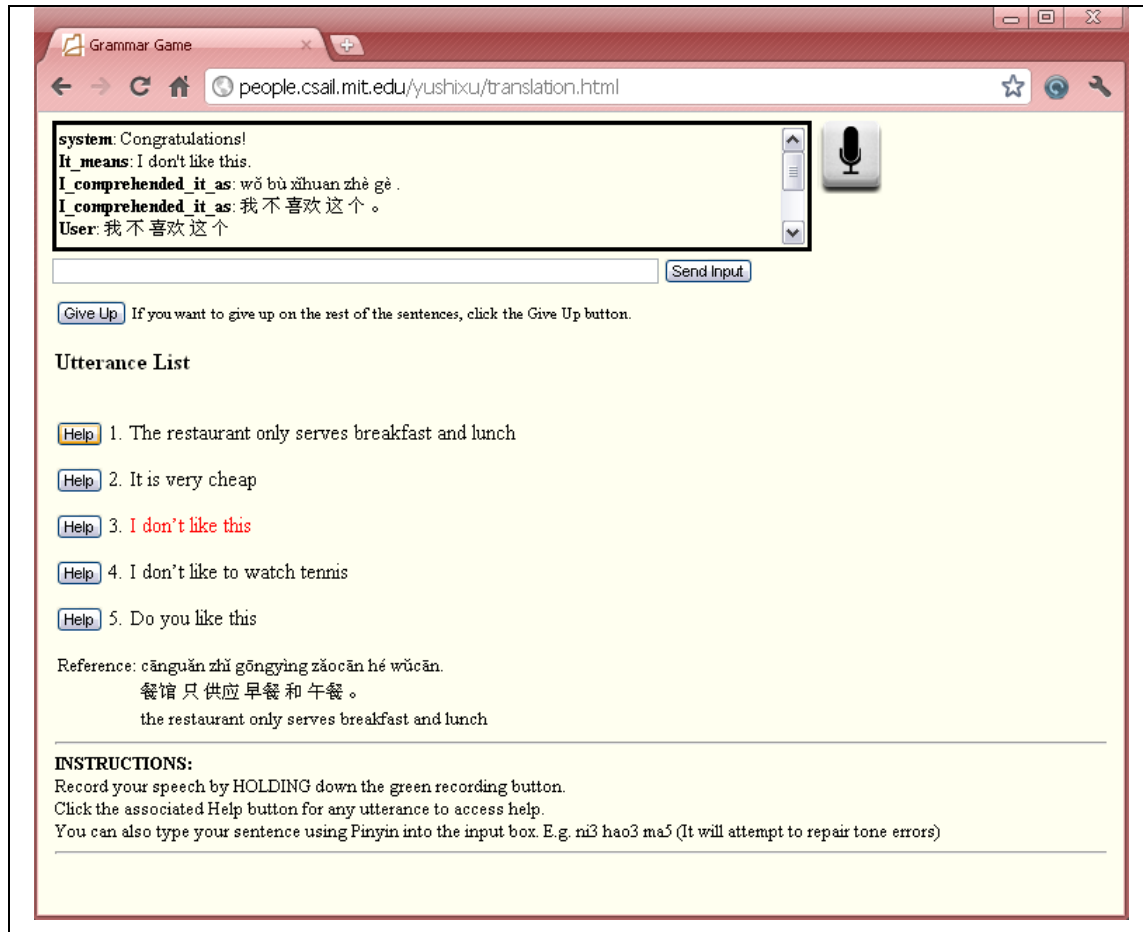 Grammar Game
people.csail.mit.edu/yushixu/translation.html
system: Congratulations!
It_means: I don't like this.
I_comprehended_it_as: wǒ bù xǐhuan zhè gè .
I_comprehended_it_as: 我 不 喜欢 这 个 。
User: 我 不 喜欢 这 个
Send Input
Give Up If you want to give up on the rest of the sentences, click the Give Up button.
Utterance List
Help 1. The restaurant only serves breakfast and lunch
Help 2. It is very cheap
Help 3. I don’t like this
Help 4. I don’t like to watch tennis
Help 5. Do you like this
Reference: cānguǎn zhǐ gōngyìng zǎocān hé wǔcān.
餐馆 只 供应 早餐 和 午餐 。
the restaurant only serves breakfast and lunch
INSTRUCTIONS:
Record your speech by HOLDING down the green recording button.
Click the associated Help button for any utterance to access help.
You can also type your sentence using Pinyin into the input box. E.g. ni3 hao3 ma5 (It will attempt to repair tone errors)